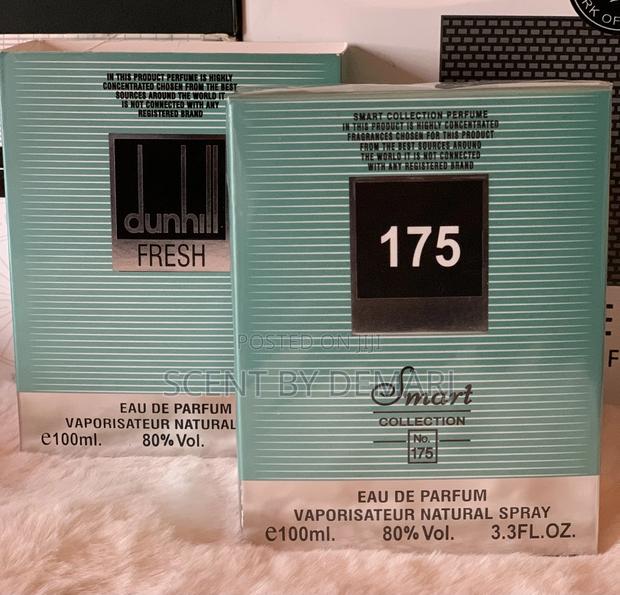 RK OF
IN THIS PRODUCT PERFUME IS HIGHLY
CONCENTRATED CHOSEN FROM THE BEST
SOURCES AROUND THE WORLD IT
IS NOT CONNECTED WITH ANY
REGISTERED BRAND
dunhill
FRESH
EAU DE PARFUM
VAPORISATEUR NATURAL
e100ml. 80% Vol.
SMART COLLECTION PERFUME
IN THIS PRODUCT IS HIGHLY CONCENTRATED
FRAGRANCES CHOSEN FOR THIS PRODUCT
FROM THE BEST SOURCES AROUND
THE WORLD IT IS NOT CONNECTED
WITH ANY REGISTERED BRAND
175
POSTED ON JIJI
SCENT BY DEMARI
Smart
COLLECTION
No.
175
EAU DE PARFUM
VAPORISATEUR NATURAL SPRAY
e100ml. 80% Vol. 3.3FL.OZ.